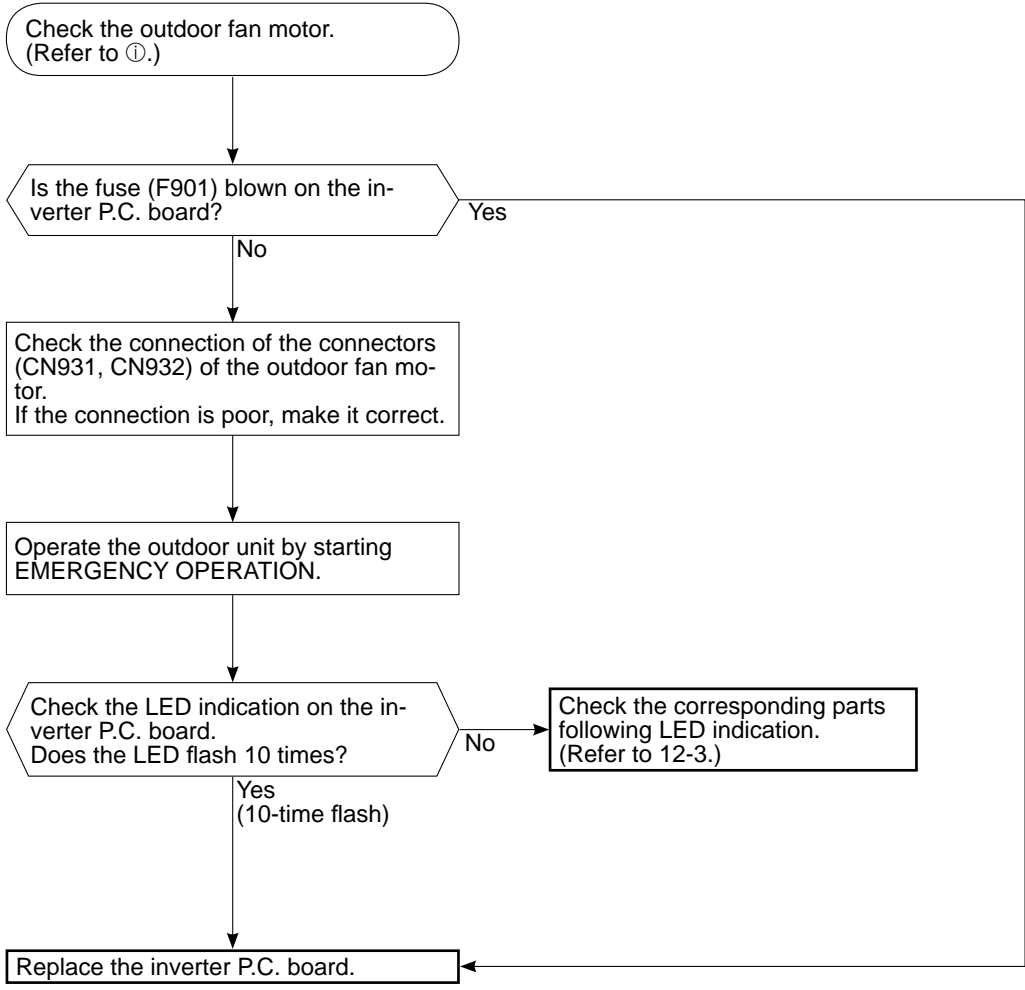 Check the outdoor fan motor.
(Refer to ⓘ.)
Is the fuse (F901) blown on the in-
verter P.C. board?
Yes
No
Check the connection of the connectors
(CN931, CN932) of the outdoor fan mo-
tor.
If the connection is poor, make it correct.
Operate the outdoor unit by starting
EMERGENCY OPERATION.
Check the LED indication on the in-
verter P.C. board.
Does the LED flash 10 times?
No
Check the corresponding parts
following LED indication.
(Refer to 12-3.)
Yes
(10-time flash)
Replace the inverter P.C. board.